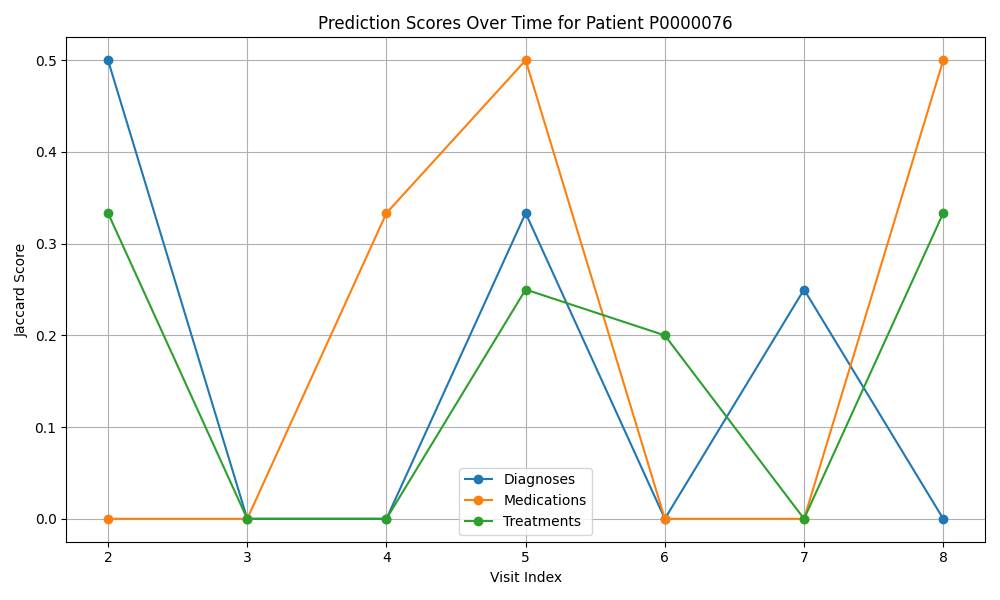 Prediction Scores Over Time for Patient P0000076
Jaccard Score
0.5
0.4
0.3
0.2
0.1
0.0
Diagnoses
Medications
Treatments
2 3 4 5 6 7 8
Visit Index